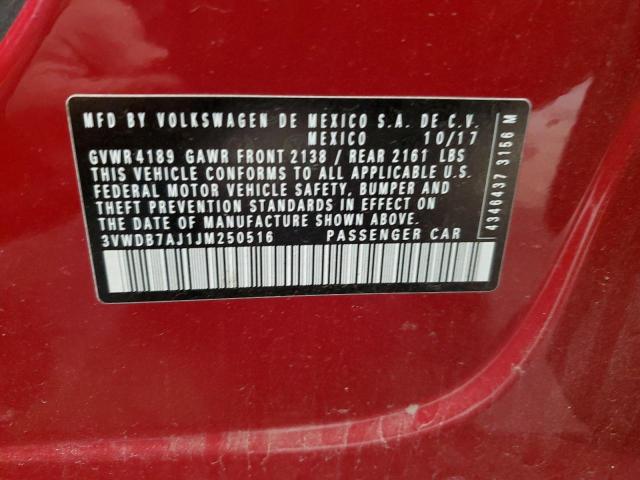 MFD BY VOLKSWAGEN DE MEXICO S.A. DE C.V.
MEXICO 10/17
GVWR 4189 GAWR FRONT 2138 / REAR 2161 LBS
THIS VEHICLE CONFORMS TO ALL APPLICABLE U.S.
FEDERAL MOTOR VEHICLE SAFETY, BUMPER AND
THEFT PREVENTION STANDARDS IN EFFECT ON
THE DATE OF MANUFACTURE SHOWN ABOVE.
3VWDB7AJ1JM250516 PASSENGER CAR
4346437 3156 M